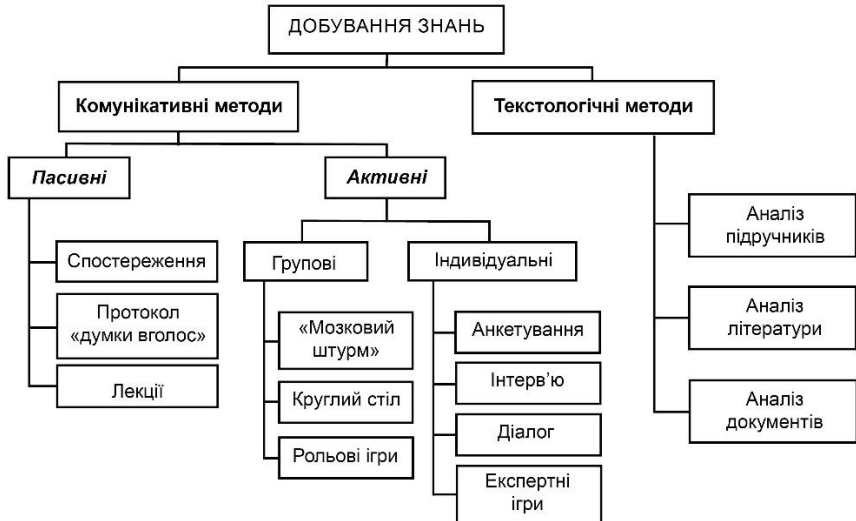 ДОБУВАННЯ ЗНАНЬ
Комунікативні методи
Текстологічні методи
Пасивні
Активні
Спостереження
Протокол
«думки вголос»
Лекції
Групові
«Мозковий
штурм»
Круглий стіл
Рольові ігри
Індивідуальні
Анкетування
Інтерв’ю
Діалог
Експертні
ігри
Аналіз
підручників
Аналіз
літератури
Аналіз
документів